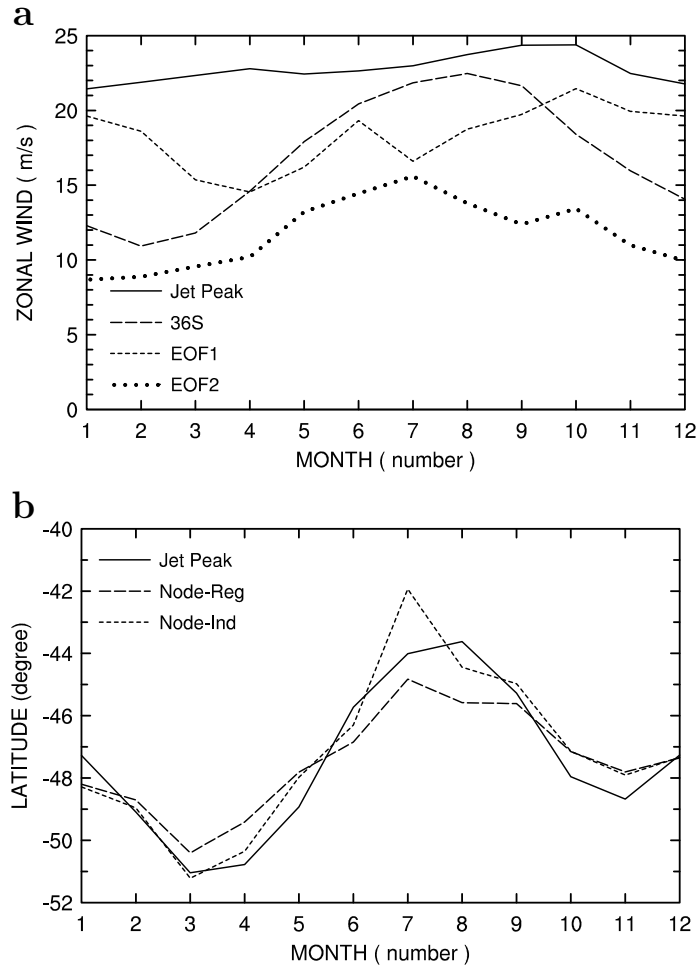 a
25
20
15
10
5
0
ZONAL WIND ( m/s )
Jet Peak
36S
EOF1
EOF2
1 2 3 4 5 6 7 8 9 10 11 12
MONTH ( number )
b
-40
-42
-44
-46
-48
-50
-52
LATITUDE (degree)
Jet Peak
Node-Reg
Node-Ind
1 2 3 4 5 6 7 8 9 10 11 12
MONTH ( number )